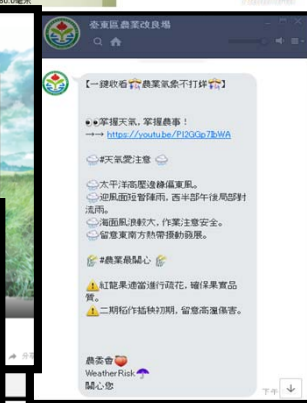 臺東區農業改良場
【一鍵收看農業氣象不打烊】
掌握天氣，掌握農事！
→→ https://youtu.be/PI2GGp7IbWA
#天氣愛注意
太平洋高壓邊緣偏東風。
迎風面短暫陣雨, 西半部午後局部對
流雨。
海面風浪較大, 作業注意安全。
留意東南方熱帶擾動發展。
#農業最關心
紅龍果適當進行疏花, 確保果實品
質。
二期稻作插秧初期, 留意高溫傷害。
農委會
WeatherRisk
關心您
下午